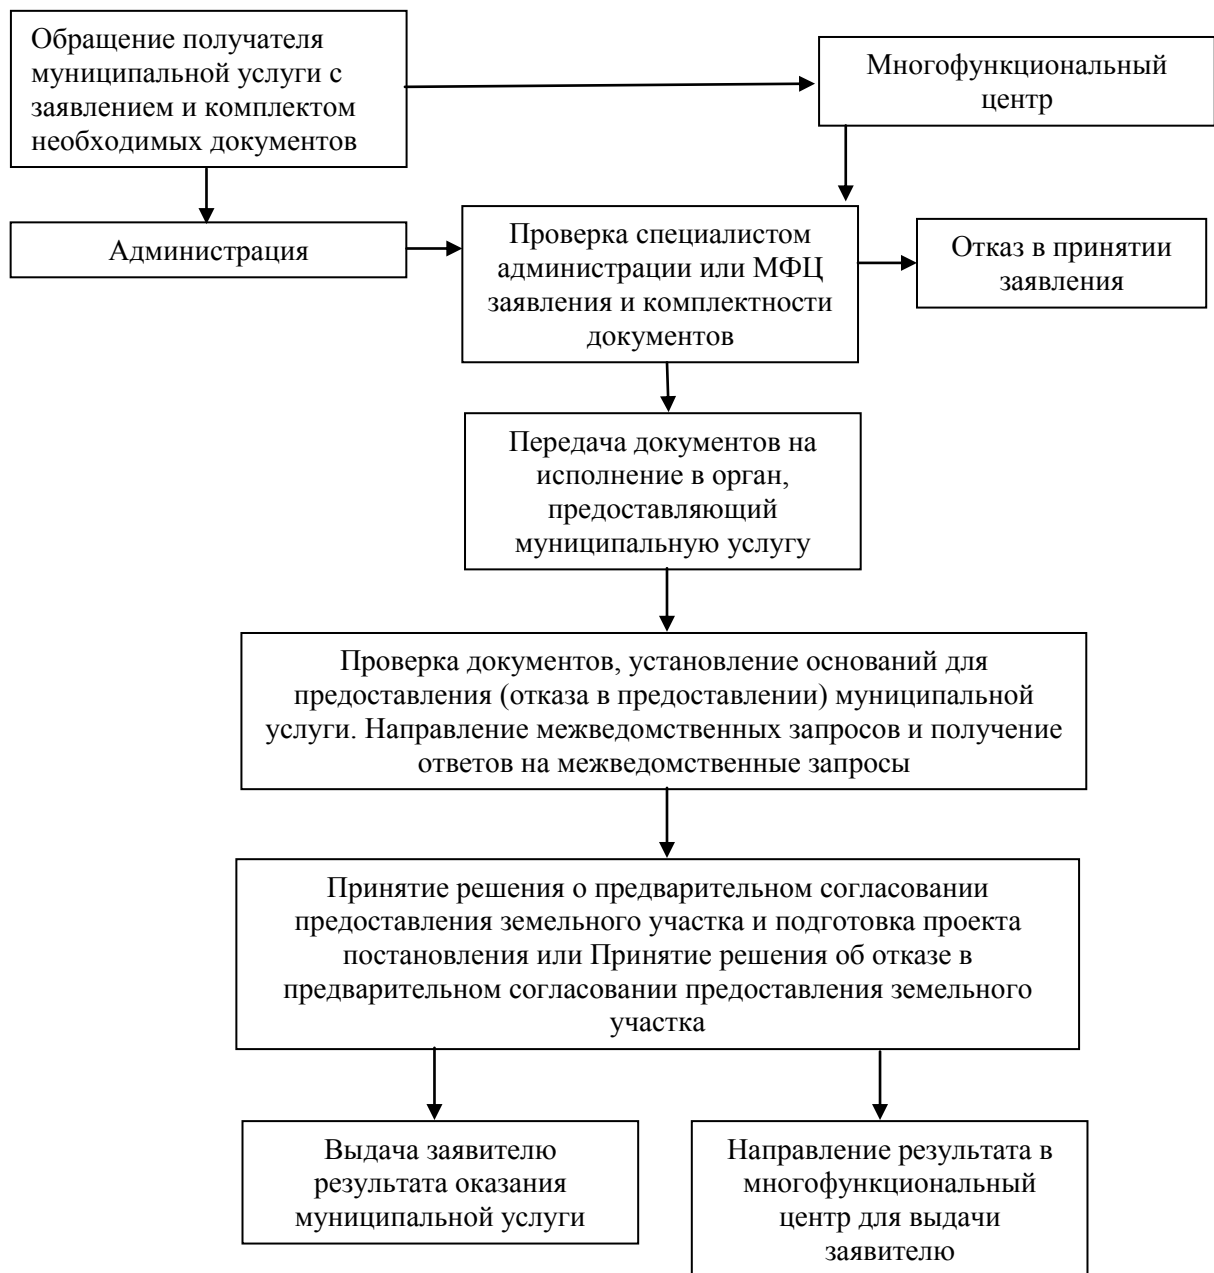 Обращение получателя
муниципальной услуги с
заявлением и комплектом
необходимых документов
Многофункциональный
центр
Администрация
Проверка специалистом
администрации или МФЦ
заявления и комплектности
документов
Отказ в принятии
заявления
Передача документов на
исполнение в орган,
предоставляющий
муниципальную услугу
Проверка документов, установление оснований для
предоставления (отказа в предоставлении) муниципальной
услуги. Направление межведомственных запросов и получение
ответов на межведомственные запросы
Принятие решения о предварительном согласовании
предоставления земельного участка и подготовка проекта
постановления или Принятие решения об отказе в
предварительном согласовании предоставления земельного
участка
Выдача заявителю
результата оказания
муниципальной услуги
Направление результата в
многофункциональный
центр для выдачи
заявителю